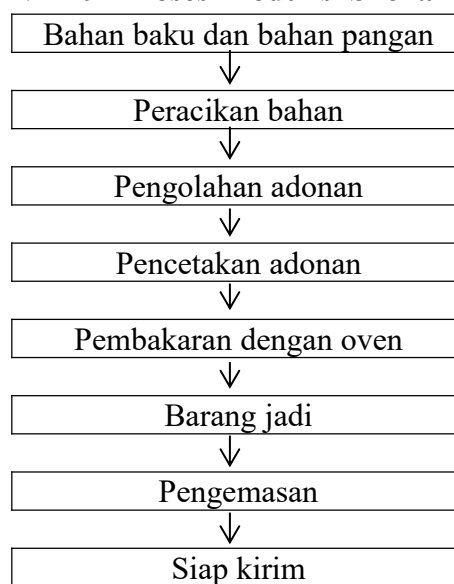 Bahan baku dan bahan pangan
Peracikan bahan
Pengolahan adonan
Pencetakan adonan
Pembakaran dengan oven
Barang jadi
Pengemasan
Siap kirim